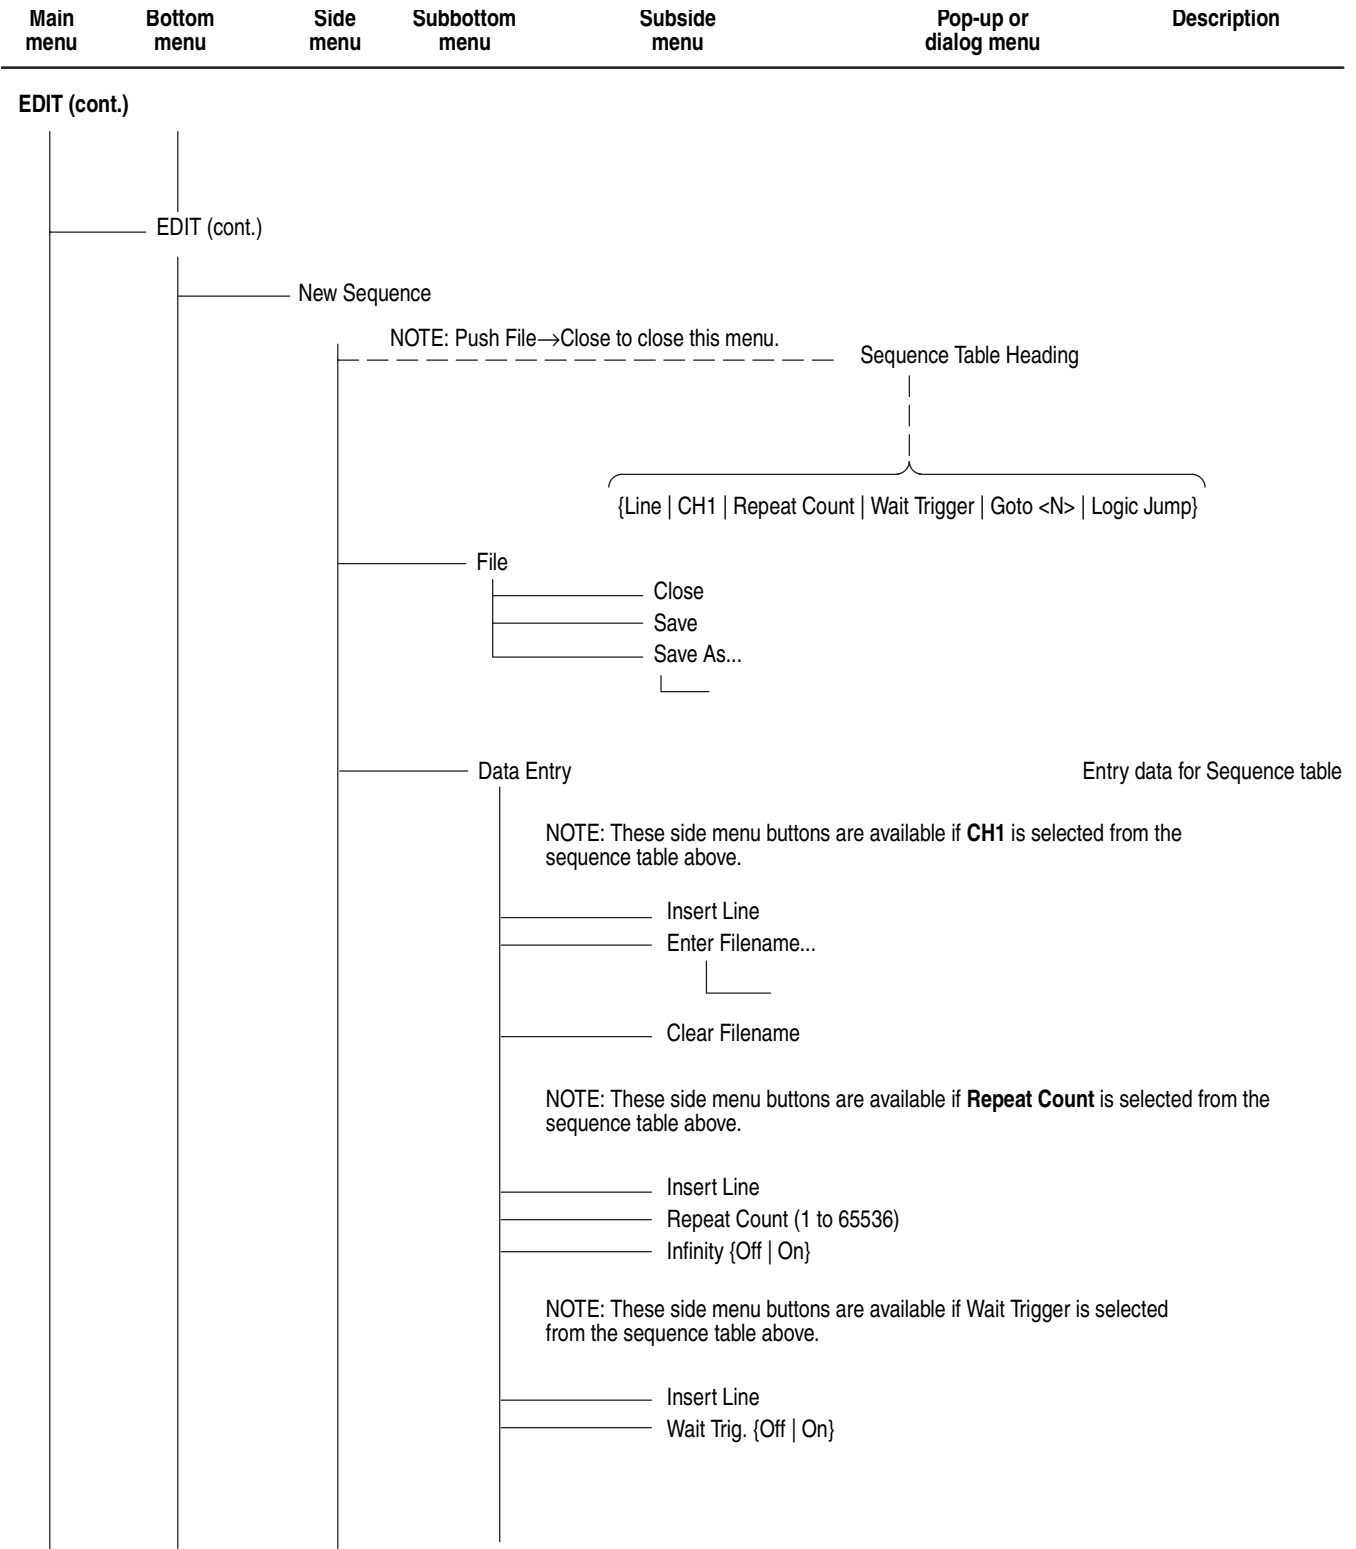 Main menu Bottom menu Side menu Subbottom menu Subside menu Pop-up or dialog menu Description
EDIT (cont.)
EDIT (cont.)
New Sequence
NOTE: Push File→Close to close this menu.
Sequence Table Heading
{Line | CH1 | Repeat Count | Wait Trigger | Goto <N> | Logic Jump}
File
Close
Save
Save As...
Data Entry Entry data for Sequence table
NOTE: These side menu buttons are available if CH1 is selected from the
sequence table above.
Insert Line
Enter Filename...
Clear Filename
NOTE: These side menu buttons are available if Repeat Count is selected from the
sequence table above.
Insert Line
Repeat Count (1 to 65536)
Infinity {Off | On}
NOTE: These side menu buttons are available if Wait Trigger is selected
from the sequence table above.
Insert Line
Wait Trig. {Off | On}